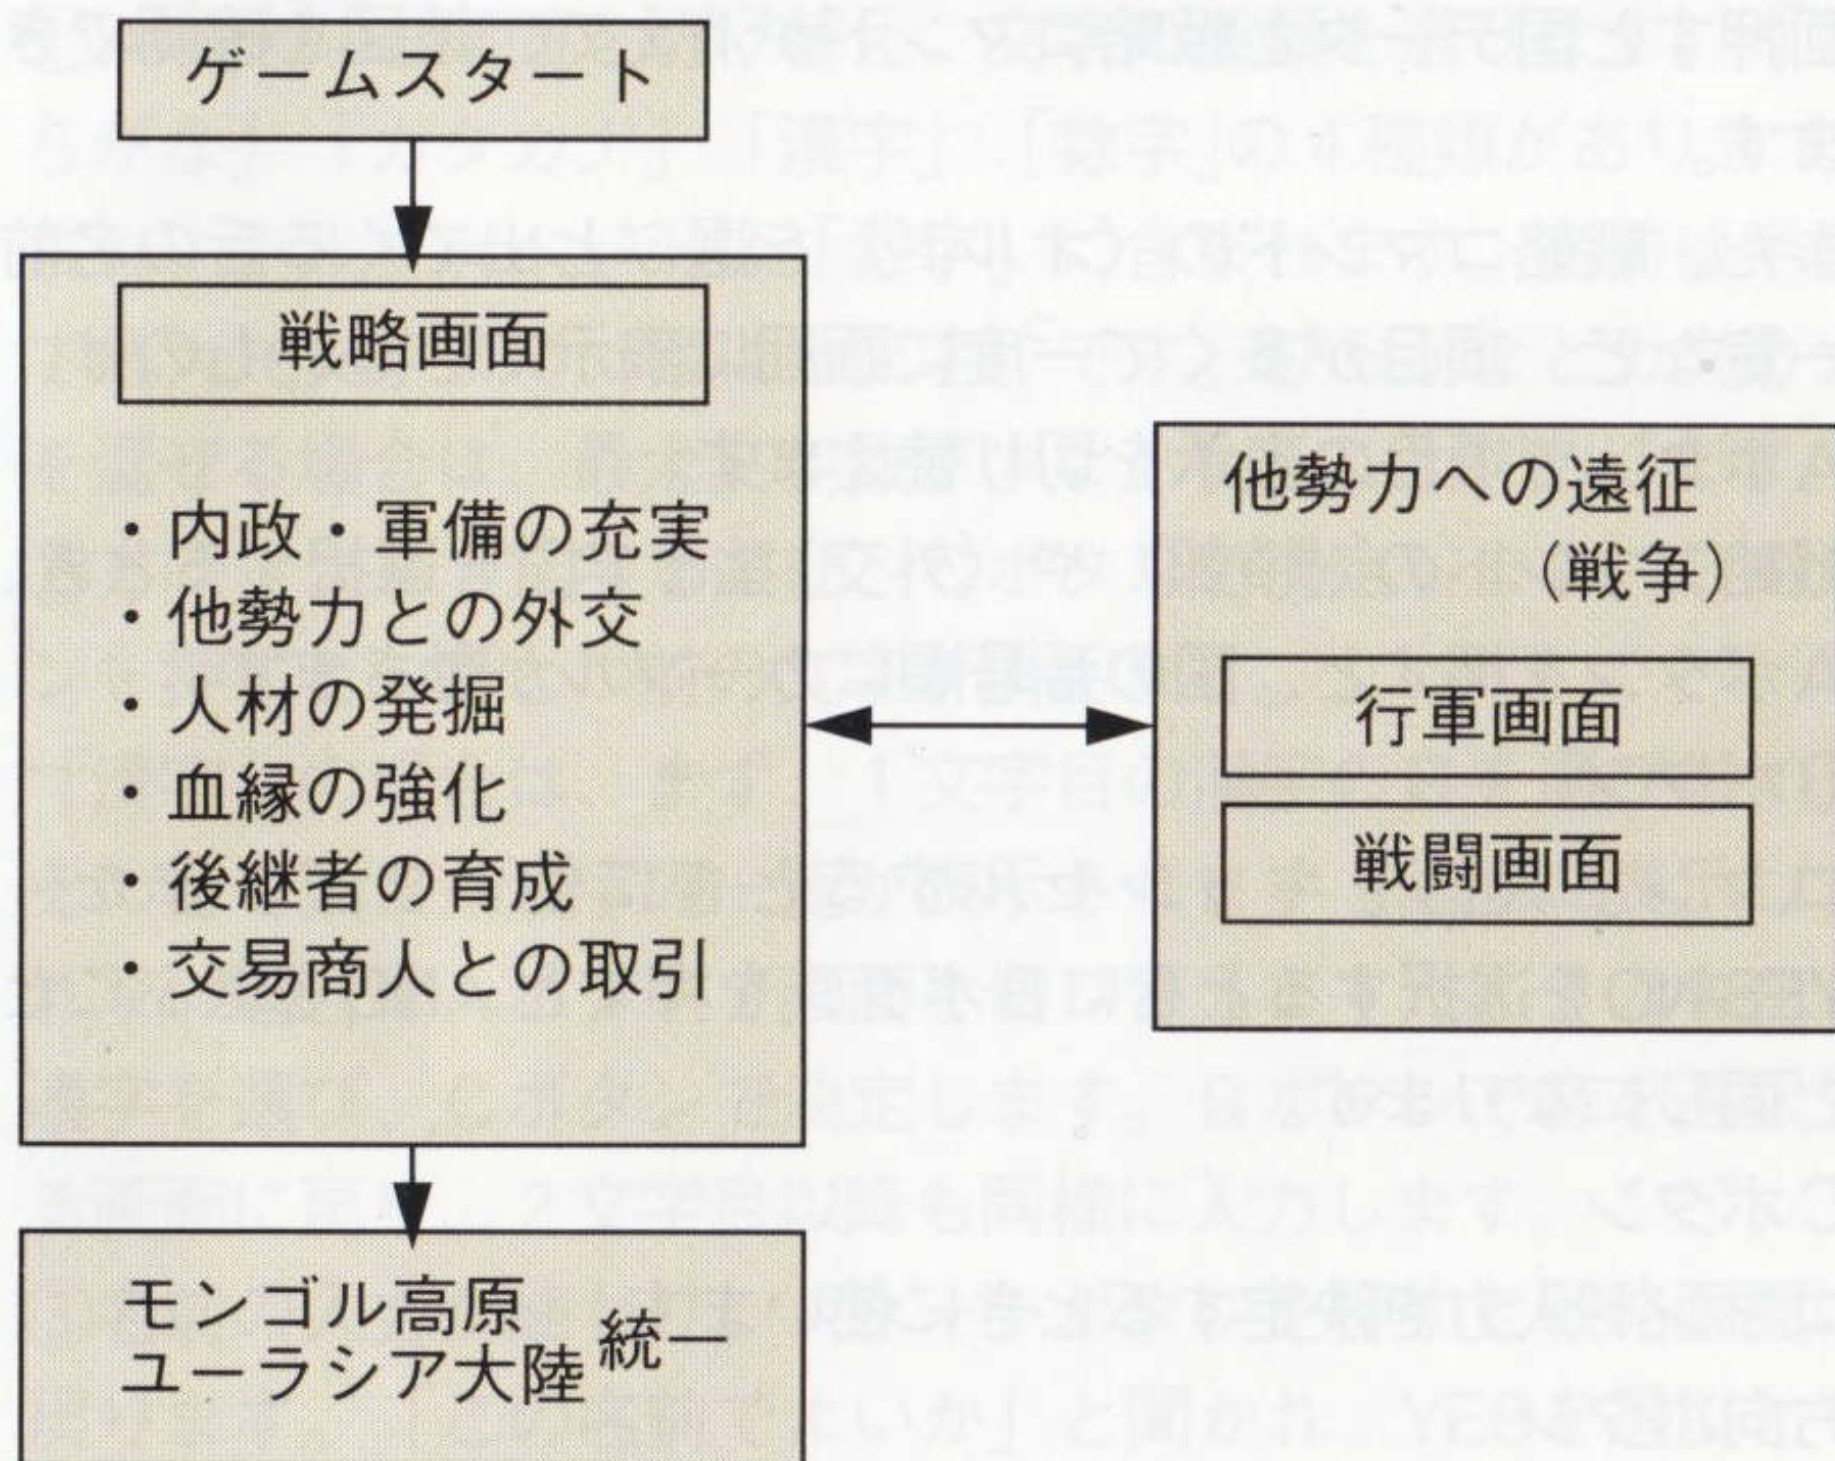 ゲームスタート
戦略画面
・内政・軍備の充実
・他勢力との外交
・人材の発掘
・血縁の強化
・後継者の育成
・交易商人との取引
他勢力への遠征
（戦争）
行軍画面
戦闘画面
モンゴル高原
ユーラシア大陸 統一